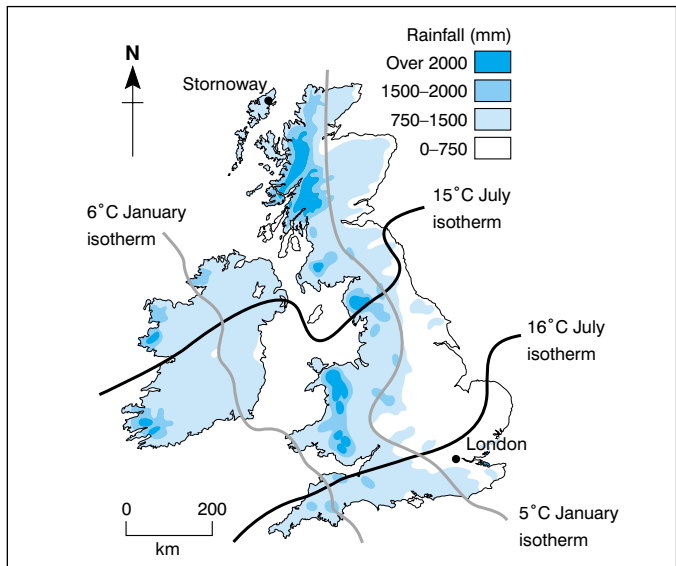 Rainfall (mm)
Over 2000
1500–2000
750–1500
0–750
N
Stornoway
6˚C January
isotherm
15˚C July
isotherm
16˚C July
isotherm
London
0 200
km
5˚C January
isotherm